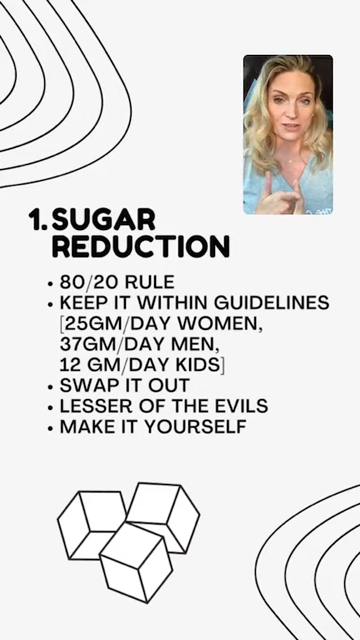 1. SUGAR
REDUCTION
• 80/20 RULE
• KEEP IT WITHIN GUIDELINES
[25GM/DAY WOMEN,
37GM/DAY MEN,
12 GM/DAY KIDS]
• SWAP IT OUT
• LESSER OF THE EVILS
• MAKE IT YOURSELF